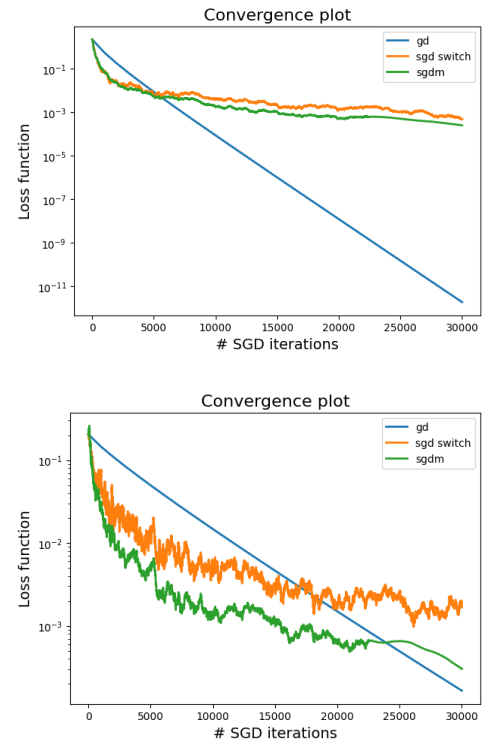 Convergence plot
gd
sgd switch
sgdm
10⁻¹
10⁻³
10⁻⁵
10⁻⁷
10⁻⁹
10⁻¹¹
Loss function
0 5000 10000 15000 20000 25000 30000
# SGD iterations
Convergence plot
gd
sgd switch
sgdm
10⁻¹
10⁻²
10⁻³
Loss function
0 5000 10000 15000 20000 25000 30000
# SGD iterations